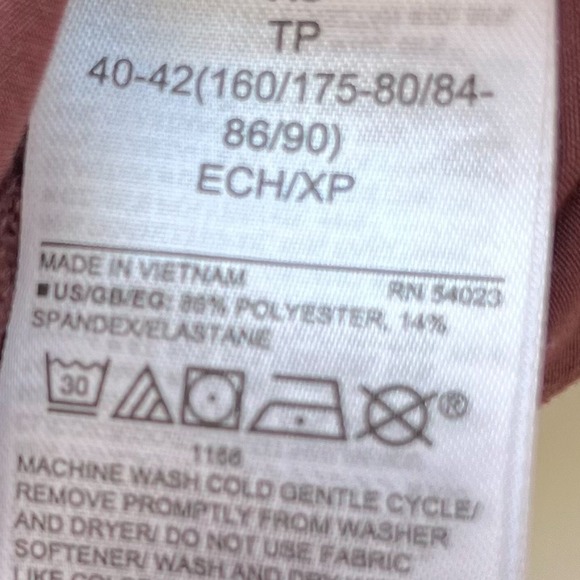 TP
40-42(160/175-80/84-
86/90)
ECH/XP
MADE IN VIETNAM
RN 54023
■US/GB/EG: 86% POLYESTER, 14%
SPANDEX/ELASTANE
30
®
1166
MACHINE WASH COLD GENTLE CYCLE/
REMOVE PROMPTLY FROM WASHER
AND DRYER/ DO NOT USE FABRIC
SOFTENER/ WASH AND